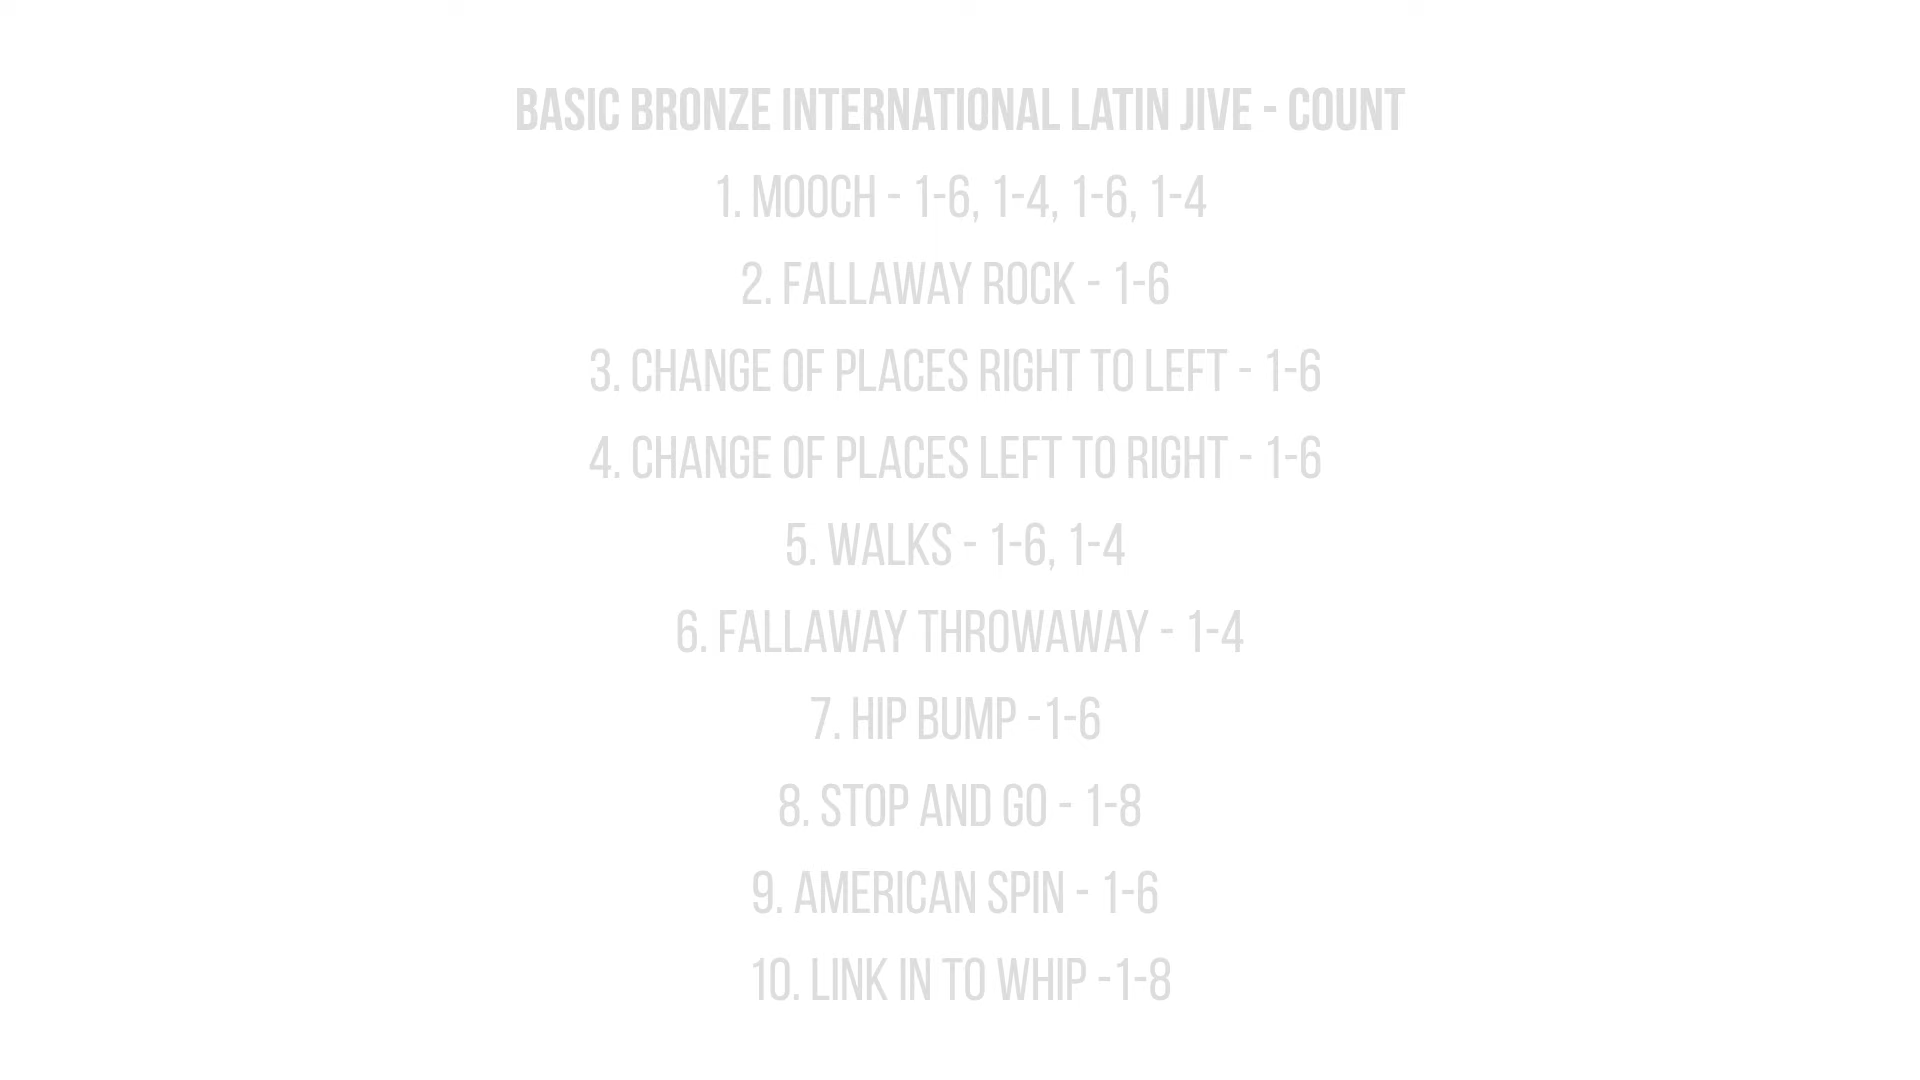 BASIC BRONZE INTERNATIONAL LATIN JIVE - COUNT
1. MOOCH - 1-6, 1-4, 1-6, 1-4
2. FALLAWAY ROCK - 1-6
3. CHANGE OF PLACES RIGHT TO LEFT - 1-6
4. CHANGE OF PLACES LEFT TO RIGHT - 1-6
5. WALKS - 1-6, 1-4
6. FALLAWAY THROWAWAY - 1-4
7. HIP BUMP -1-6
8. STOP AND GO - 1-8
9. AMERICAN SPIN - 1-6
10. LINK IN TO WHIP -1-8